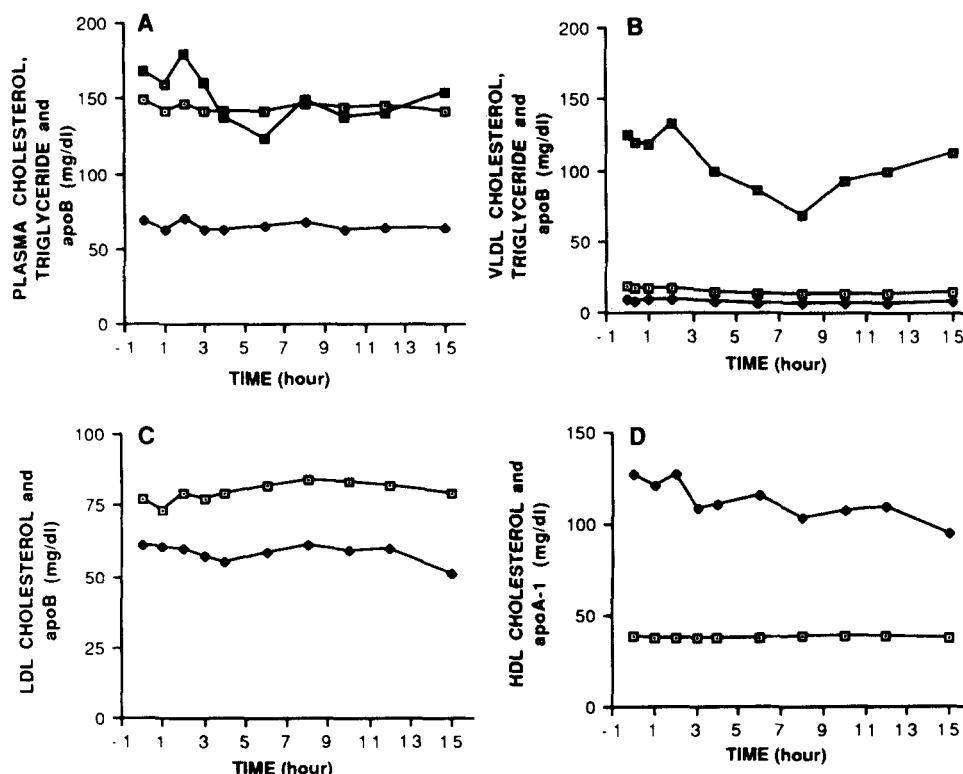 A
PLASMA CHOLESTEROL,
TRIGLYCERIDE and
apoB (mg/dl)
200
150
100
50
0
-1 1 3 5 7 9 11 13 15
TIME (hour)
B
VLDL CHOLESTEROL,
TRIGLYCERIDE and
apoB (mg/dl)
200
150
100
50
0
-1 1 3 5 7 9 11 13 15
TIME (hour)
C
LDL CHOLESTEROL and
apoB (mg/dl)
100
75
50
25
0
-1 1 3 5 7 9 11 13 15
TIME (hour)
D
HDL CHOLESTEROL and
apoA-1 (mg/dl)
150
100
50
0
-1 1 3 5 7 9 11 13 15
TIME (hour)